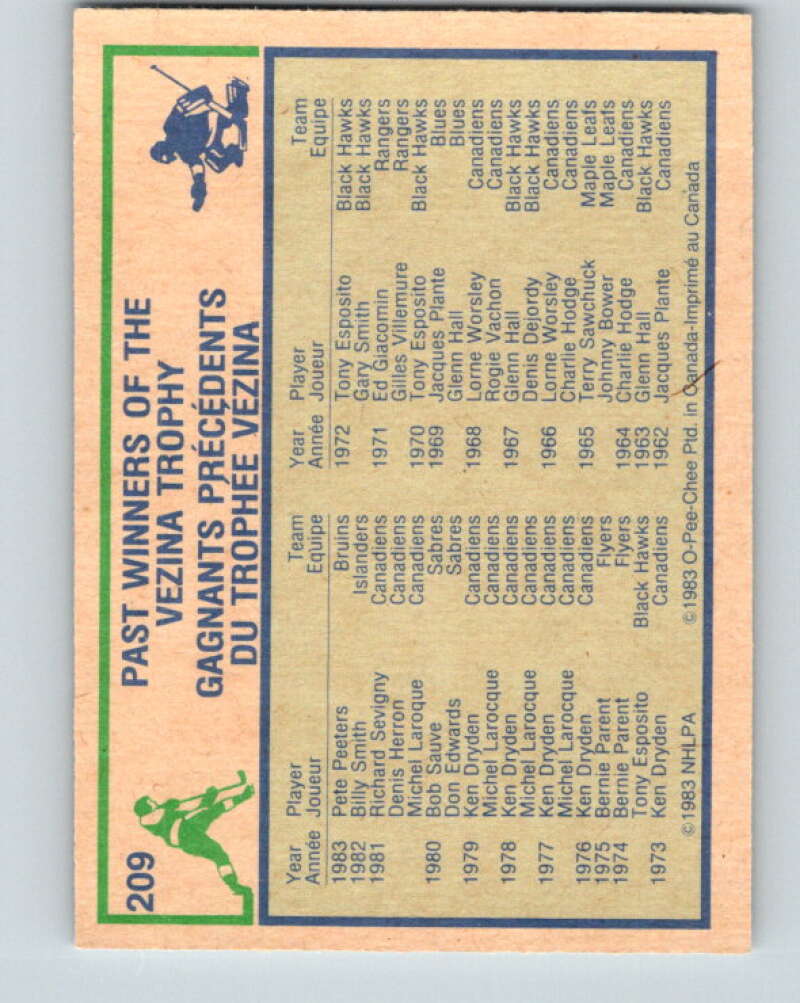 209
PAST WINNERS OF THE
VEZINA TROPHY
GAGNANTS PRÉCÉDENTS
DU TROPHÉE VEZINA
Year Player Team
Année Joueur Equipe
1983 Pete Peeters Bruins
1982 Billy Smith Islanders
1981 Richard Sevigny Canadiens
Denis Herron Canadiens
Michel Laroque Canadiens
1980 Bob Sauve Sabres
Don Edwards Sabres
1979 Ken Dryden Canadiens
Michel Larocque Canadiens
1978 Ken Dryden Canadiens
Michel Larocque Canadiens
1977 Ken Dryden Canadiens
Michel Larocque Canadiens
1976 Ken Dryden Canadiens
1975 Bernie Parent Flyers
1974 Bernie Parent Flyers
Tony Esposito Black Hawks
1973 Ken Dryden Canadiens
Year Player Team
Année Joueur Equipe
1972 Tony Esposito Black Hawks
Gary Smith Black Hawks
1971 Ed Giacomin Rangers
Gilles Villemure Rangers
1970 Tony Esposito Black Hawks
1969 Jacques Plante Blues
Glenn Hall Blues
1968 Lorne Worsley Canadiens
Rogie Vachon Canadiens
1967 Glenn Hall Black Hawks
Denis Dejordy Black Hawks
1966 Lorne Worsley Canadiens
Charlie Hodge Canadiens
1965 Terry Sawchuck Maple Leafs
Johnny Bower Maple Leafs
1964 Charlie Hodge Canadiens
1963 Glenn Hall Black Hawks
1962 Jacques Plante Canadiens
©1983 NHLPA ©1983 O-Pee-Chee Ptd. in Canada-Imprimé au Canada